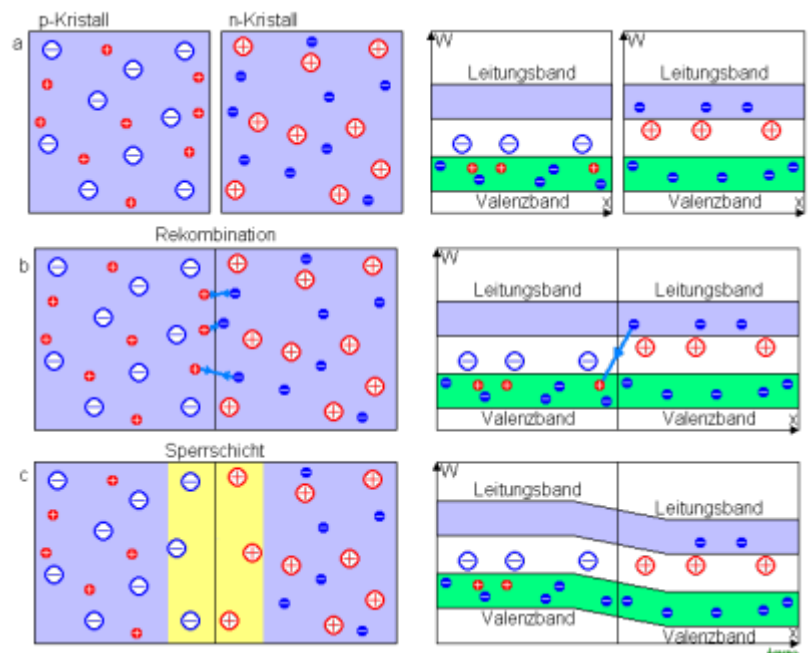 p-Kristall n-Kristall
a
W W
Leitungsband Leitungsband
Valenzband Valenzband
x x
Rekombination
b
W
Leitungsband Leitungsband
Valenzband Valenzband
x
Sperrschicht
c
W
Leitungsband
Leitungsband
Valenzband
Valenzband
x